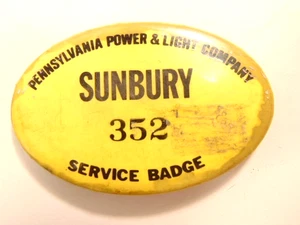 PENNSYLVANIA POWER & LIGHT COMPANY
SUNBURY
352
SERVICE BADGE